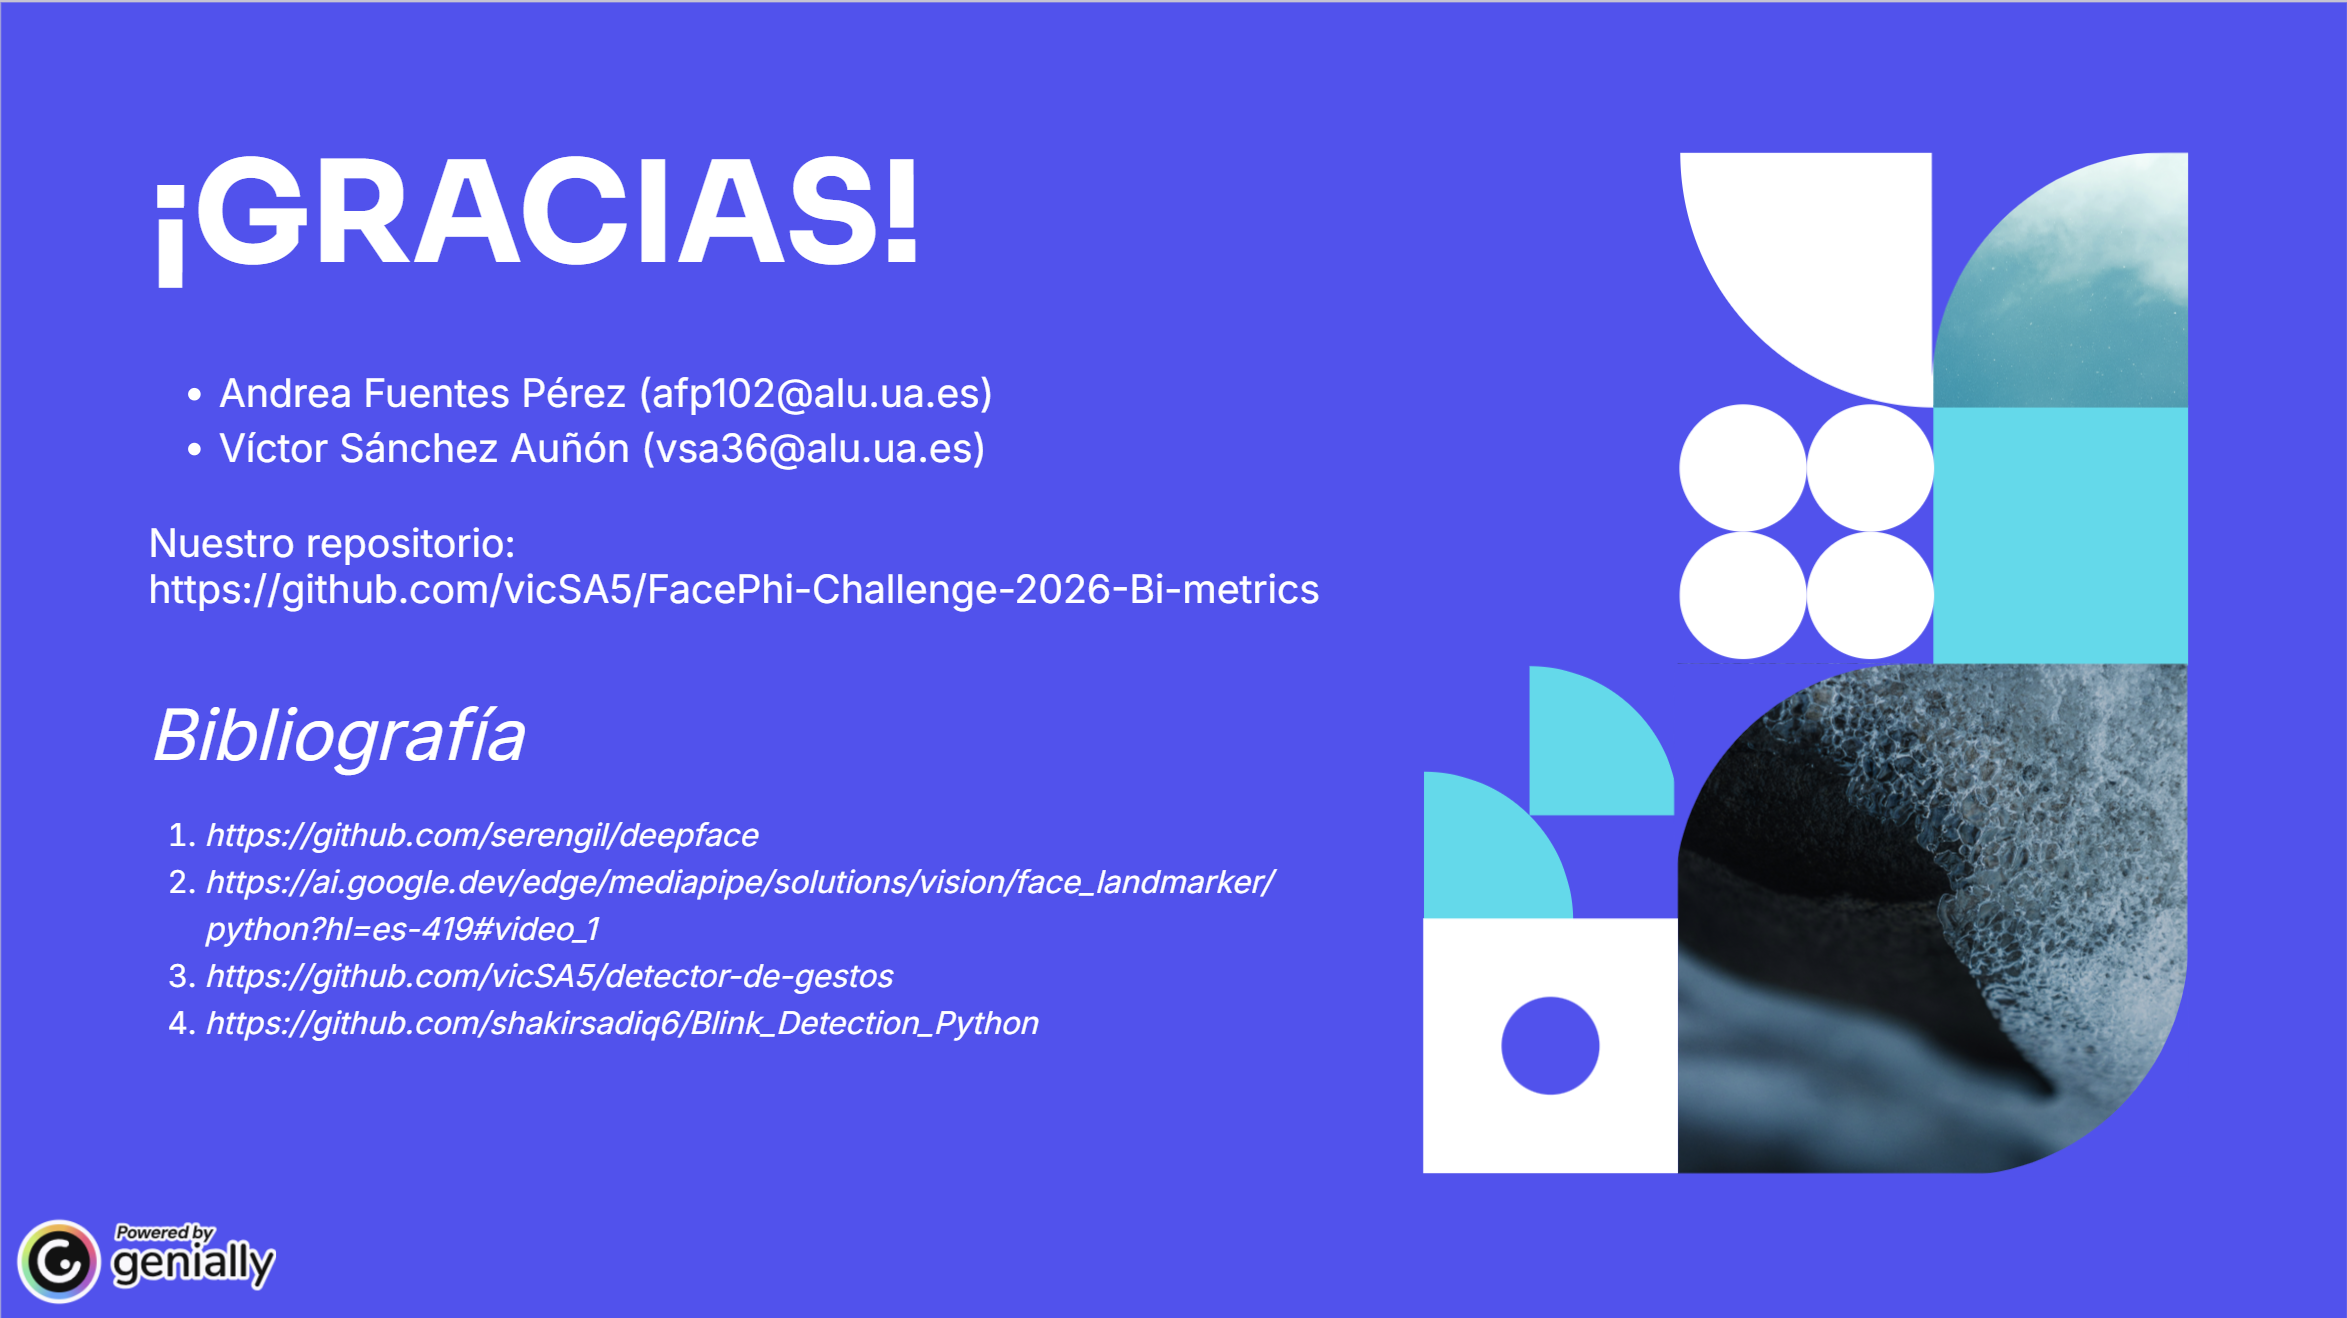 ¡GRACIAS!
• Andrea Fuentes Pérez (afp102@alu.ua.es)
• Víctor Sánchez Auñón (vsa36@alu.ua.es)
Nuestro repositorio:
https://github.com/vicSA5/FacePhi-Challenge-2026-Bi-metrics
Bibliografía
1. https://github.com/serengil/deepface
2. https://ai.google.dev/edge/mediapipe/solutions/vision/face_landmarker/
python?hl=es-419#video_1
3. https://github.com/vicSA5/detector-de-gestos
4. https://github.com/shakirsadiq6/Blink_Detection_Python
Powered by
genially